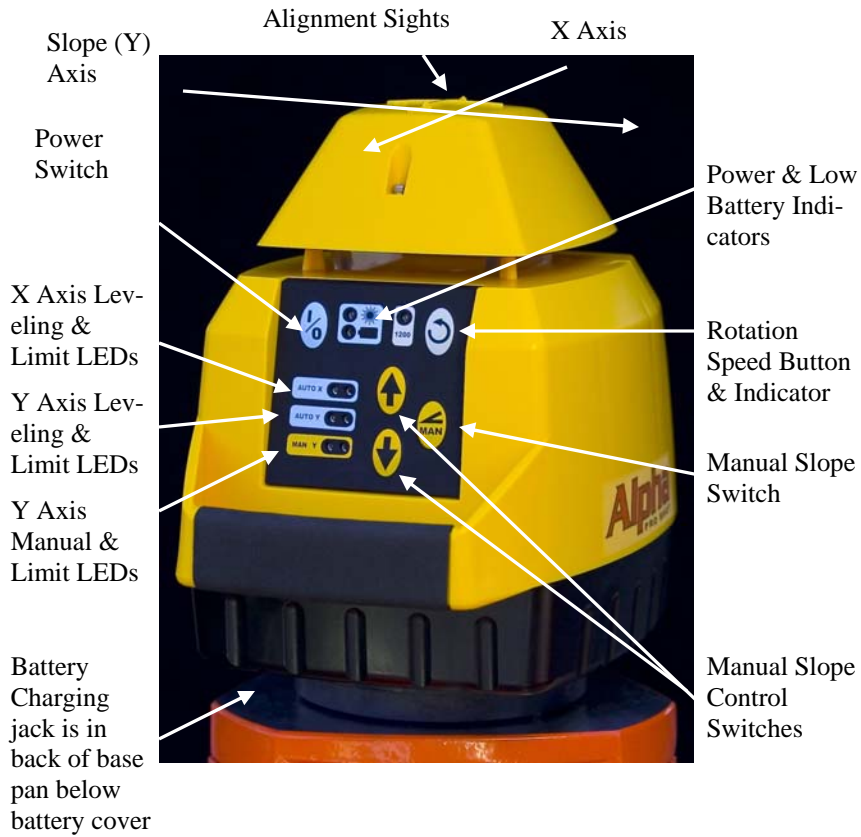 Alignment Sights
X Axis
Slope (Y)
Axis
Power
Switch
X Axis Lev-
eling &
Limit LEDs
Y Axis Lev-
eling &
Limit LEDs
Y Axis
Manual &
Limit LEDs
Battery
Charging
jack is in
back of base
pan below
battery cover
I/O
1200
AUTO X
AUTO Y
MAN Y
MAN
Alpha
PRO SHOT
Power & Low
Battery Indi-
cators
Rotation
Speed Button
& Indicator
Manual Slope
Switch
Manual Slope
Control
Switches